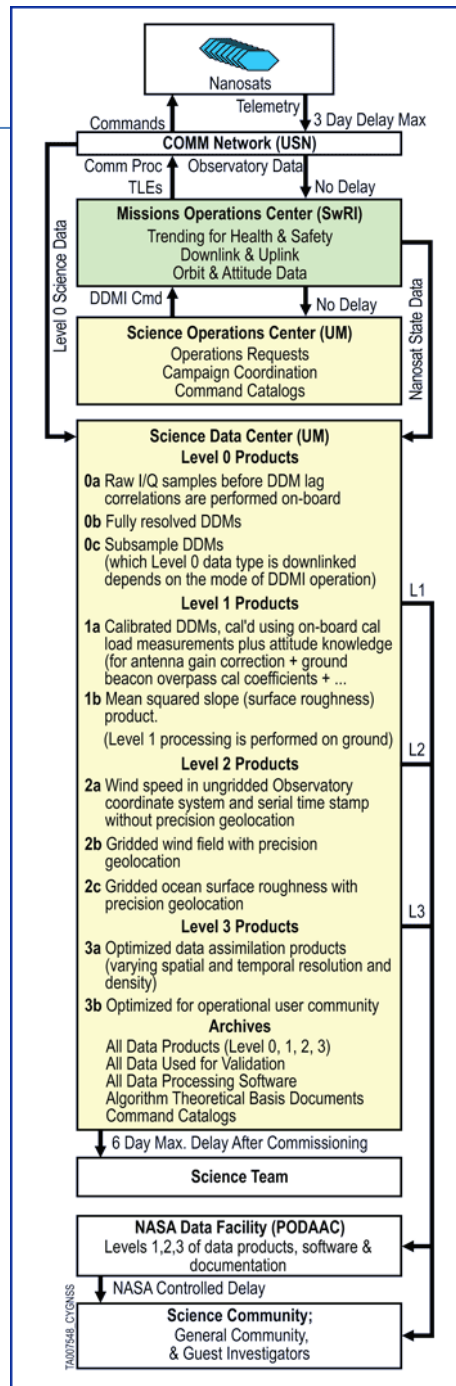 Nanosats
Telemetry
Commands
3 Day Delay Max
COMM Network (USN)
Comm Proc
TLEs
Observatory Data
No Delay
Missions Operations Center (SwRI)
Trending for Health & Safety
Downlink & Uplink
Orbit & Attitude Data
DDMI Cmd
No Delay
Level 0 Science Data
Nanosat State Data
Science Operations Center (UM)
Operations Requests
Campaign Coordination
Command Catalogs
Science Data Center (UM)
Level 0 Products
0a Raw I/Q samples before DDM lag
correlations are performed on-board
0b Fully resolved DDMs
0c Subsample DDMs
(which Level 0 data type is downlinked
depends on the mode of DDMI operation)
Level 1 Products
1a Calibrated DDMs, cal'd using on-board cal
load measurements plus attitude knowledge
(for antenna gain correction + ground
beacon overpass cal coefficients + ...
1b Mean squared slope (surface roughness)
product.
(Level 1 processing is performed on ground)
Level 2 Products
2a Wind speed in ungridded Observatory
coordinate system and serial time stamp
without precision geolocation
2b Gridded wind field with precision
geolocation
2c Gridded ocean surface roughness with
precision geolocation
Level 3 Products
3a Optimized data assimilation products
(varying spatial and temporal resolution and
density)
3b Optimized for operational user community
Archives
All Data Products (Level 0, 1, 2, 3)
All Data Used for Validation
All Data Processing Software
Algorithm Theoretical Basis Documents
Command Catalogs
L1
L2
L3
6 Day Max. Delay After Commissioning
Science Team
NASA Data Facility (PODAAC)
Levels 1,2,3 of data products, software &
documentation
NASA Controlled Delay
Science Community;
General Community,
& Guest Investigators
TA007548_CYGNSS